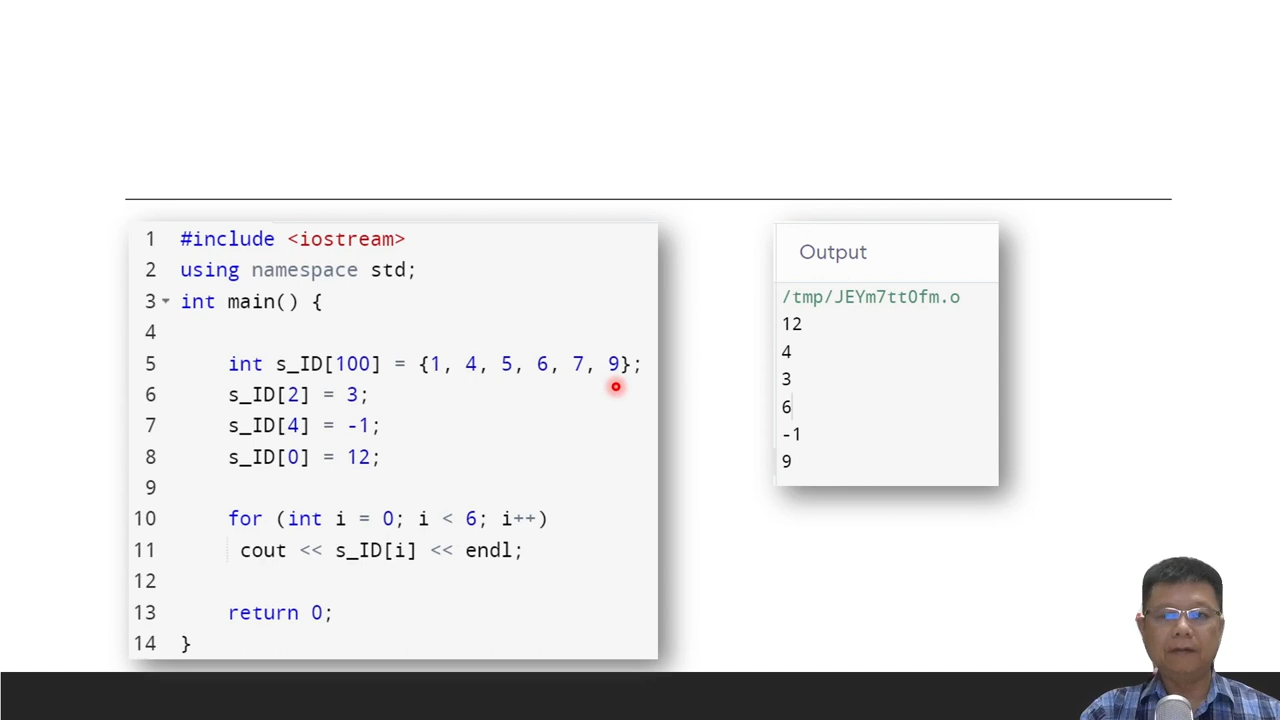 1 #include <iostream>
2 using namespace std;
3 int main() {
4
5 int s_ID[100] = {1, 4, 5, 6, 7, 9};
6 s_ID[2] = 3;
7 s_ID[4] = -1;
8 s_ID[0] = 12;
9
10 for (int i = 0; i < 6; i++)
11 cout << s_ID[i] << endl;
12
13 return 0;
14 }
Output
/tmp/JEYm7tt0fm.o
12
4
3
6
-1
9